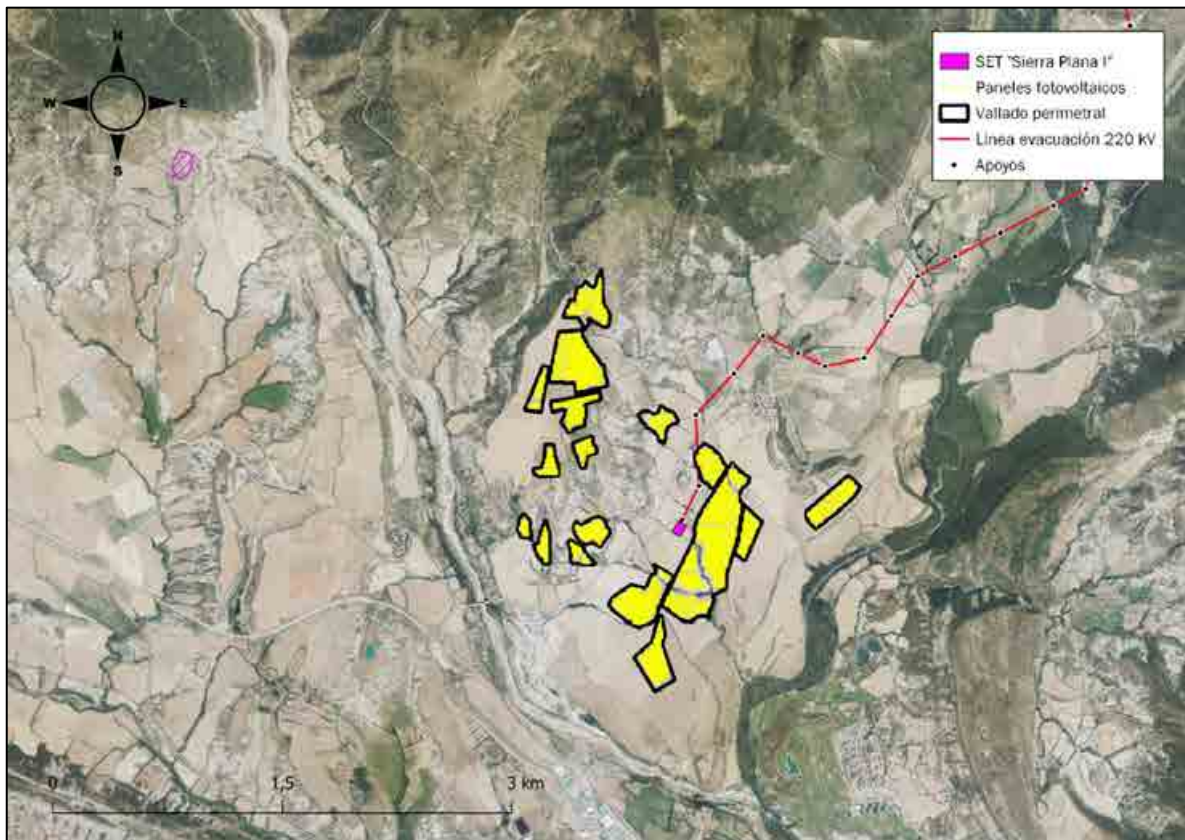 N
W E
S
SET "Sierra Plana I"
Paneles fotovoltaicos
Vallado perimetral
Línea evacuación 220 kV
Apoyos
0 1,5 3 km